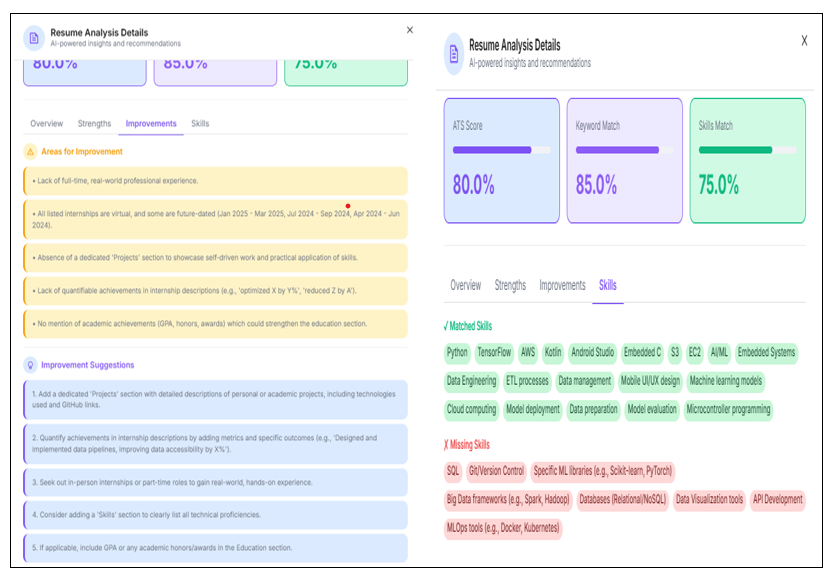 Resume Analysis Details
AI-powered insights and recommendations
X
80.0%
85.0%
75.0%
Overview
Strengths
Improvements
Skills
Areas for Improvement
• Lack of full-time, real-world professional experience.
• All listed internships are virtual, and some are future-dated (Jan 2025 - Mar 2025, Jul 2024 - Sep 2024, Apr 2024 - Jun
2024).
• Absence of a dedicated 'Projects' section to showcase self-driven work and practical application of skills.
• Lack of quantifiable achievements in internship descriptions (e.g., 'optimized X by Y%', 'reduced Z by A').
• No mention of academic achievements (GPA, honors, awards) which could strengthen the education section.
Improvement Suggestions
1. Add a dedicated 'Projects' section with detailed descriptions of personal or academic projects, including technologies
used and GitHub links.
2. Quantify achievements in internship descriptions by adding metrics and specific outcomes (e.g., 'Designed and
implemented data pipelines, improving data accessibility by X%').
3. Seek out in-person internships or part-time roles to gain real-world, hands-on experience.
4. Consider adding a 'Skills' section to clearly list all technical proficiencies.
5. If applicable, include GPA or any academic honors/awards in the Education section.
Resume Analysis Details
AI-powered insights and recommendations
X
ATS Score
80.0%
Keyword Match
85.0%
Skills Match
75.0%
Overview
Strengths
Improvements
Skills
✓ Matched Skills
Python TensorFlow AWS Kotlin Android Studio Embedded C S3 EC2 AI/ML Embedded Systems
Data Engineering ETL processes Data management Mobile UI/UX design Machine learning models
Cloud computing Model deployment Data preparation Model evaluation Microcontroller programming
✗ Missing Skills
SQL Git/Version Control Specific ML libraries (e.g., Scikit-learn, PyTorch)
Big Data frameworks (e.g., Spark, Hadoop) Databases (Relational/NoSQL) Data Visualization tools API Development
MLOps tools (e.g., Docker, Kubernetes)